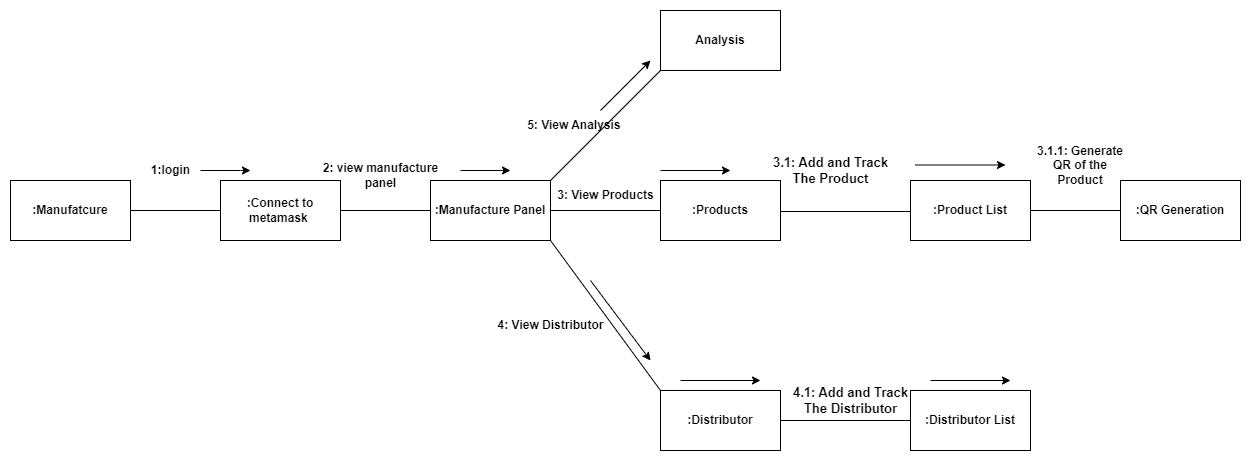 Analysis
5: View Analysis
1:login
2: view manufacture
panel
3.1: Add and Track
The Product
3.1.1: Generate
QR of the
Product
:Manufatcure
:Connect to
metamask
:Manufacture Panel
3: View Products
:Products
:Product List
:QR Generation
4: View Distributor
4.1: Add and Track
The Distributor
:Distributor
:Distributor List